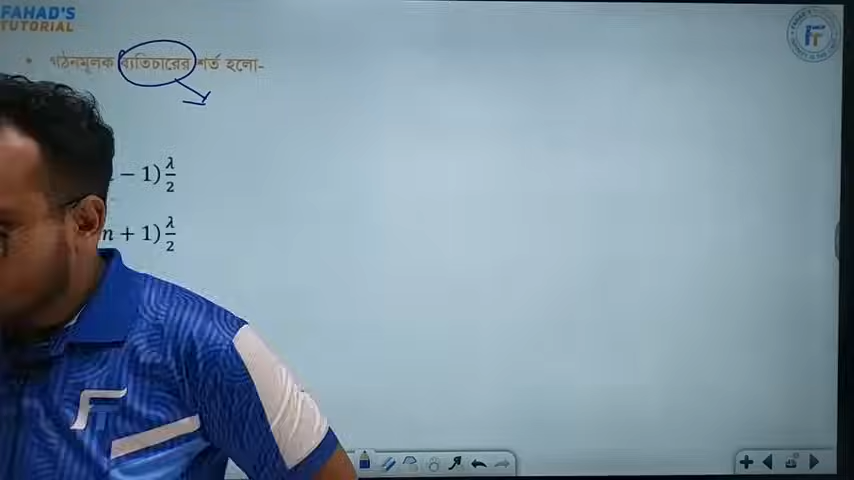 FAHAD'S
TUTORIAL
• গঠনমূলক ব্যতিচারের শর্ত হলো-
− 1) λ/2
n + 1) λ/2